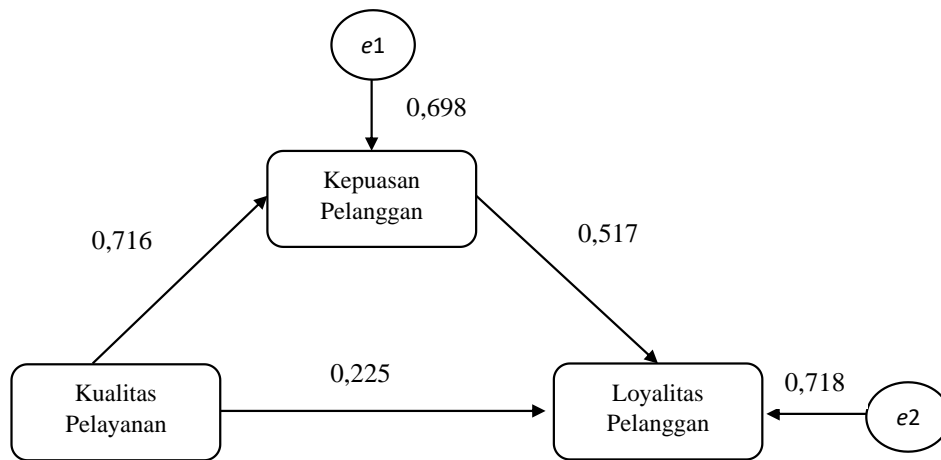 e1
0,698
Kepuasan
Pelanggan
0,716
0,517
0,225
Kualitas
Pelayanan
Loyalitas
Pelanggan
0,718
e2